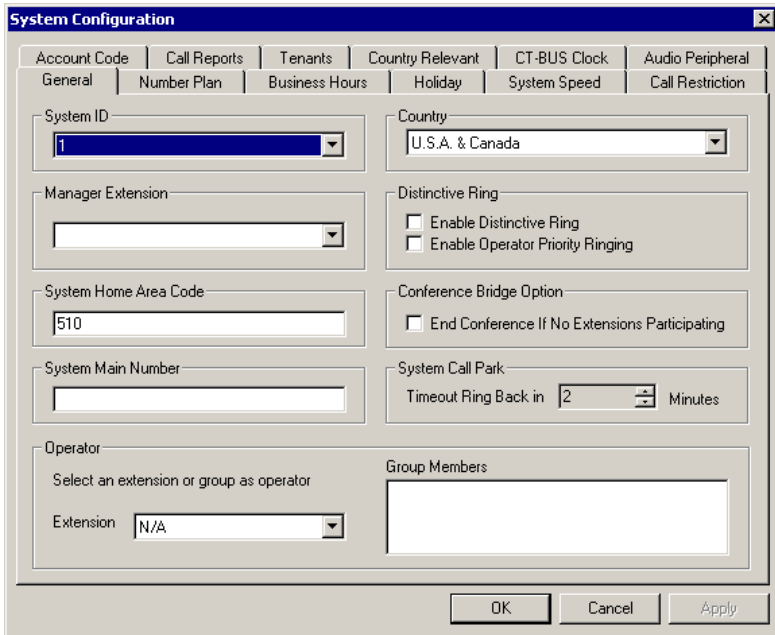 System Configuration
Account Code Call Reports Tenants Country Relevant CT-BUS Clock Audio Peripheral
General Number Plan Business Hours Holiday System Speed Call Restriction
System ID
1
Country
U.S.A. & Canada
Manager Extension
Distinctive Ring
Enable Distinctive Ring
Enable Operator Priority Ringing
System Home Area Code
510
Conference Bridge Option
End Conference If No Extensions Participating
System Main Number
System Call Park
Timeout Ring Back in 2 Minutes
Operator
Select an extension or group as operator
Extension N/A
Group Members
OK Cancel Apply